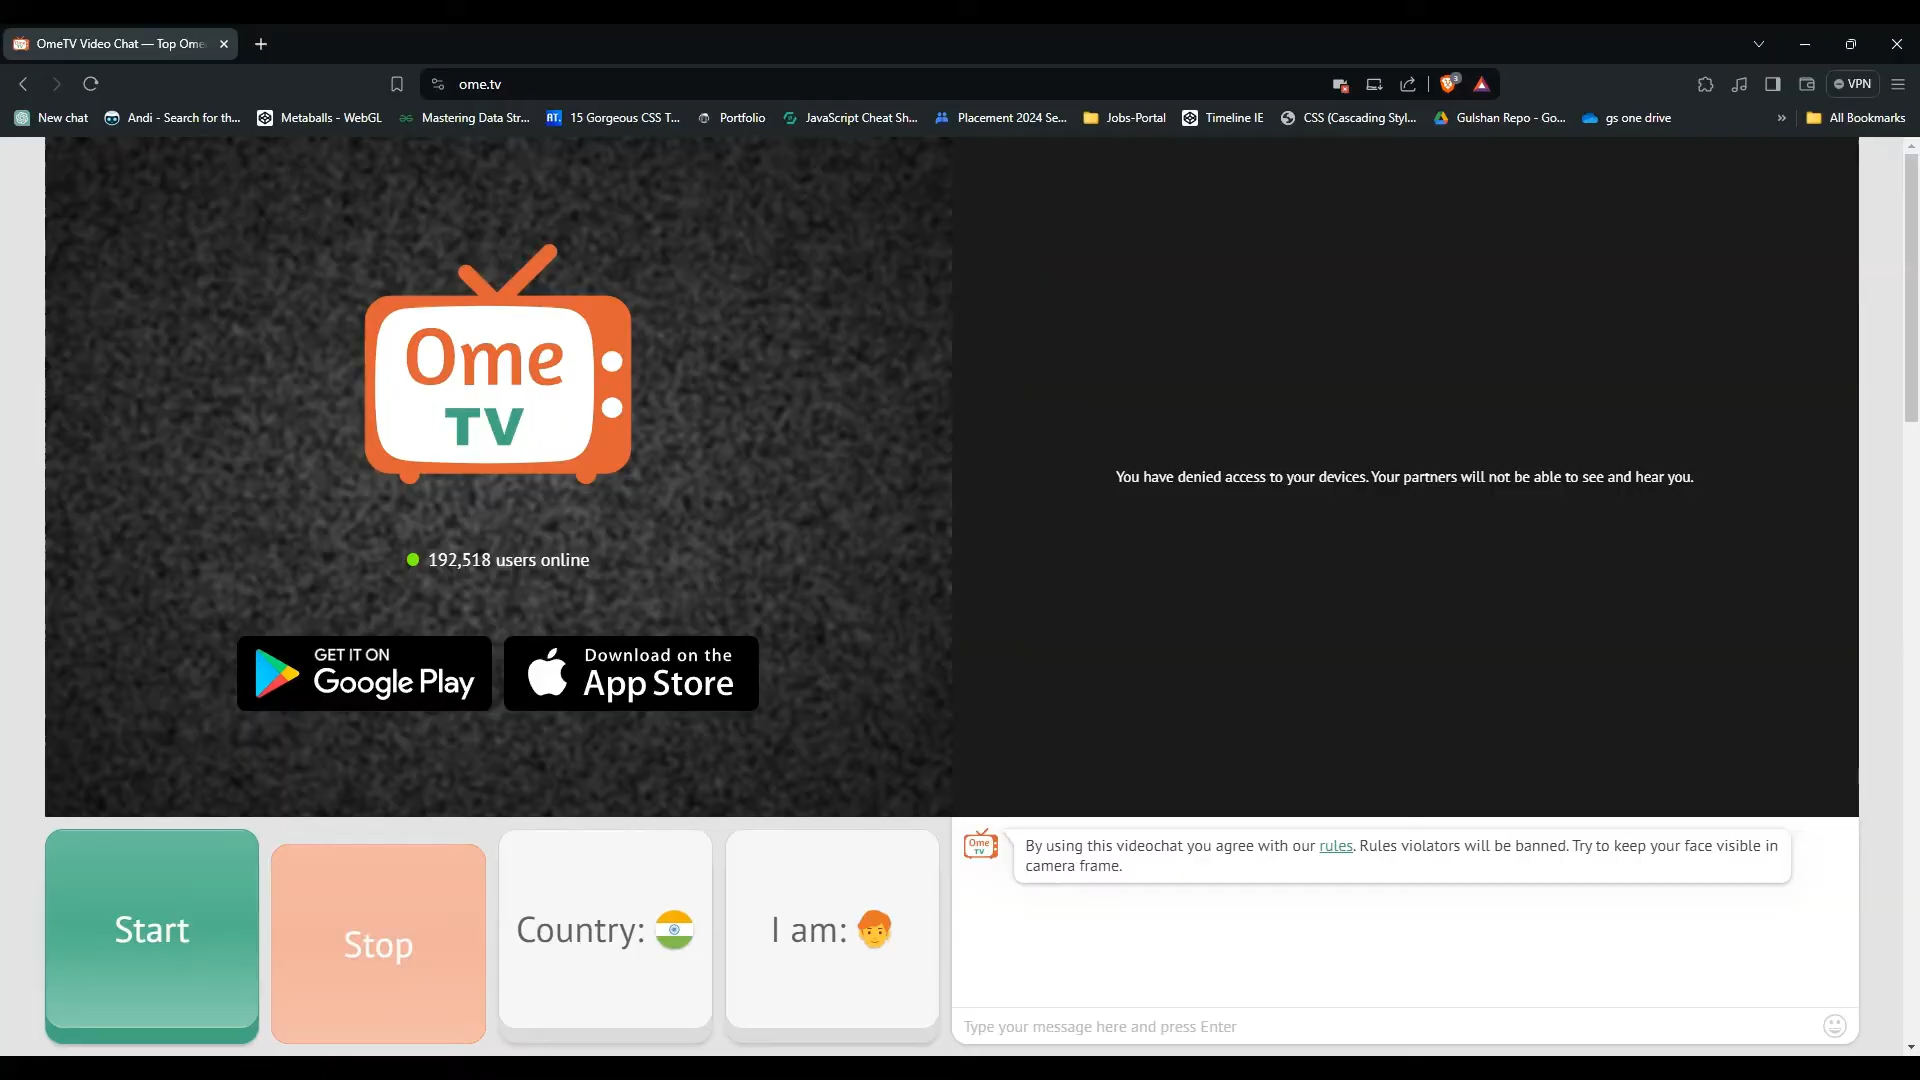 OmeTV Video Chat — Top Ome
ome.tv
3
VPN
New chat
Andi - Search for th...
Metaballs - WebGL
Mastering Data Str...
15 Gorgeous CSS T...
Portfolio
JavaScript Cheat Sh...
Placement 2024 Se...
Jobs-Portal
Timeline IE
CSS (Cascading Styl...
Gulshan Repo - Go...
gs one drive
»
All Bookmarks
Ome
TV
You have denied access to your devices. Your partners will not be able to see and hear you.
192,518 users online
GET IT ON
Google Play
Download on the
App Store
Start
Stop
Country:
I am:
Ome
TV
By using this videochat you agree with our rules. Rules violators will be banned. Try to keep your face visible in
camera frame.
Type your message here and press Enter